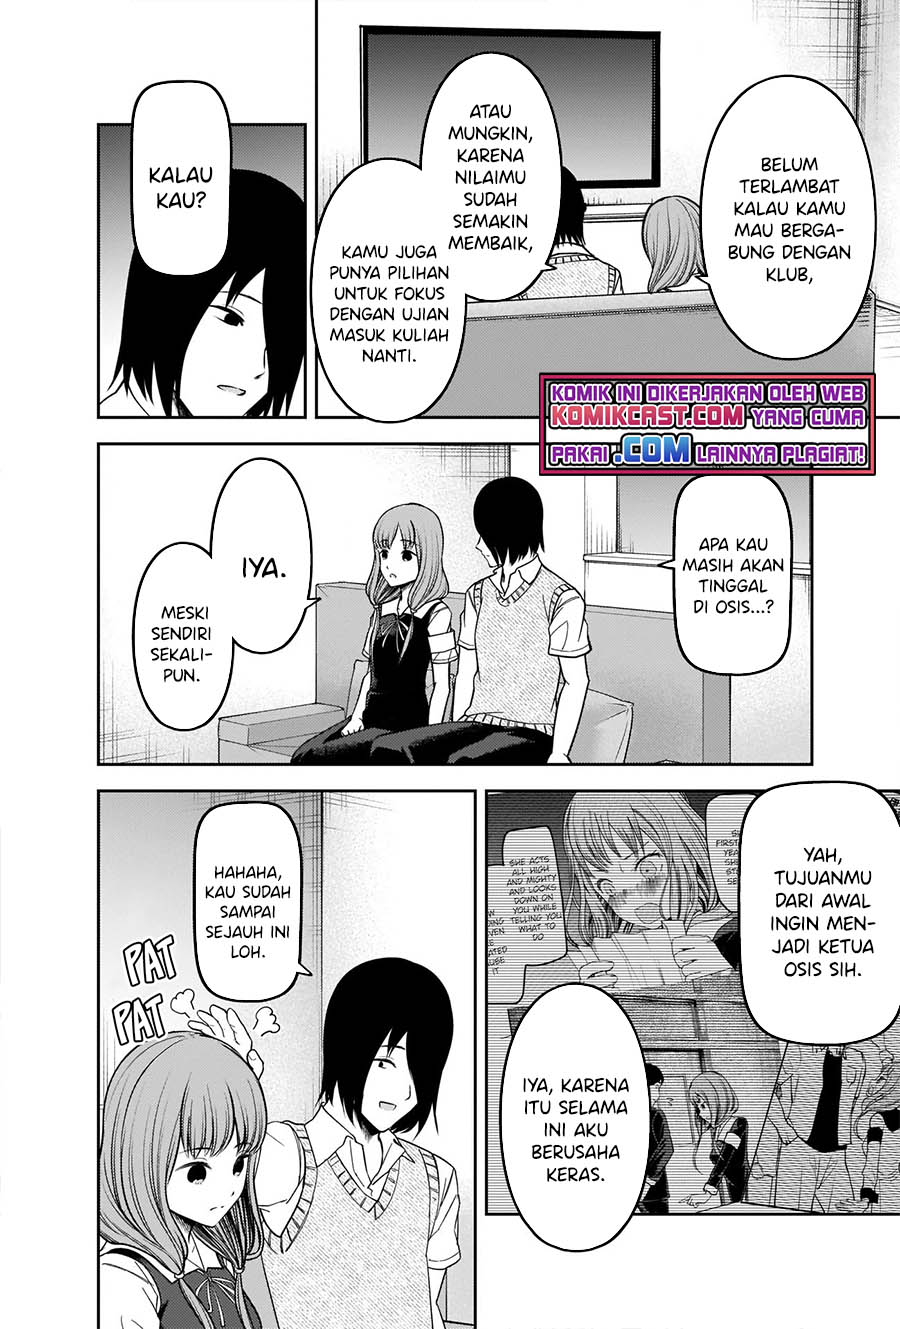 BELUM
TERLAMBAT
KALAU KAMU
MAU BERGA-
BUNG DENGAN
KLUB,
ATAU
MUNGKIN,
KARENA
NILAIMU
SUDAH
SEMAKIN
MEMBAIK,
KAMU JUGA
PUNYA PILIHAN
UNTUK FOKUS
DENGAN UJIAN
MASUK KULIAH
NANTI.
KALAU
KAU?
KOMIK INI DIKERJAKAN OLEH WEB
KOMIKCAST.COM YANG CUMA
PAKAI .COM LAINNYA PLAGIAT!
APA KAU
MASIH AKAN
TINGGAL
DI OSIS...?
IYA.
MESKI
SENDIRI
SEKALI-
PUN.
YAH,
TUJUANMU
DARI AWAL
INGIN MEN-
JADI KETUA
OSIS SIH.
FIRST
SHE ACTS
ALL HIGH
AND MIGHTY
AND LOOKS
DOWN ON
YOU WHILE
TELLING YOU
WHAT TO
DO
IT
IYA, KARENA
ITU SELAMA
INI AKU
BERUSAHA
KERAS.
HAHAHA,
KAU SUDAH
SAMPAI
SEJAUH INI
LOH.
PAT
PAT